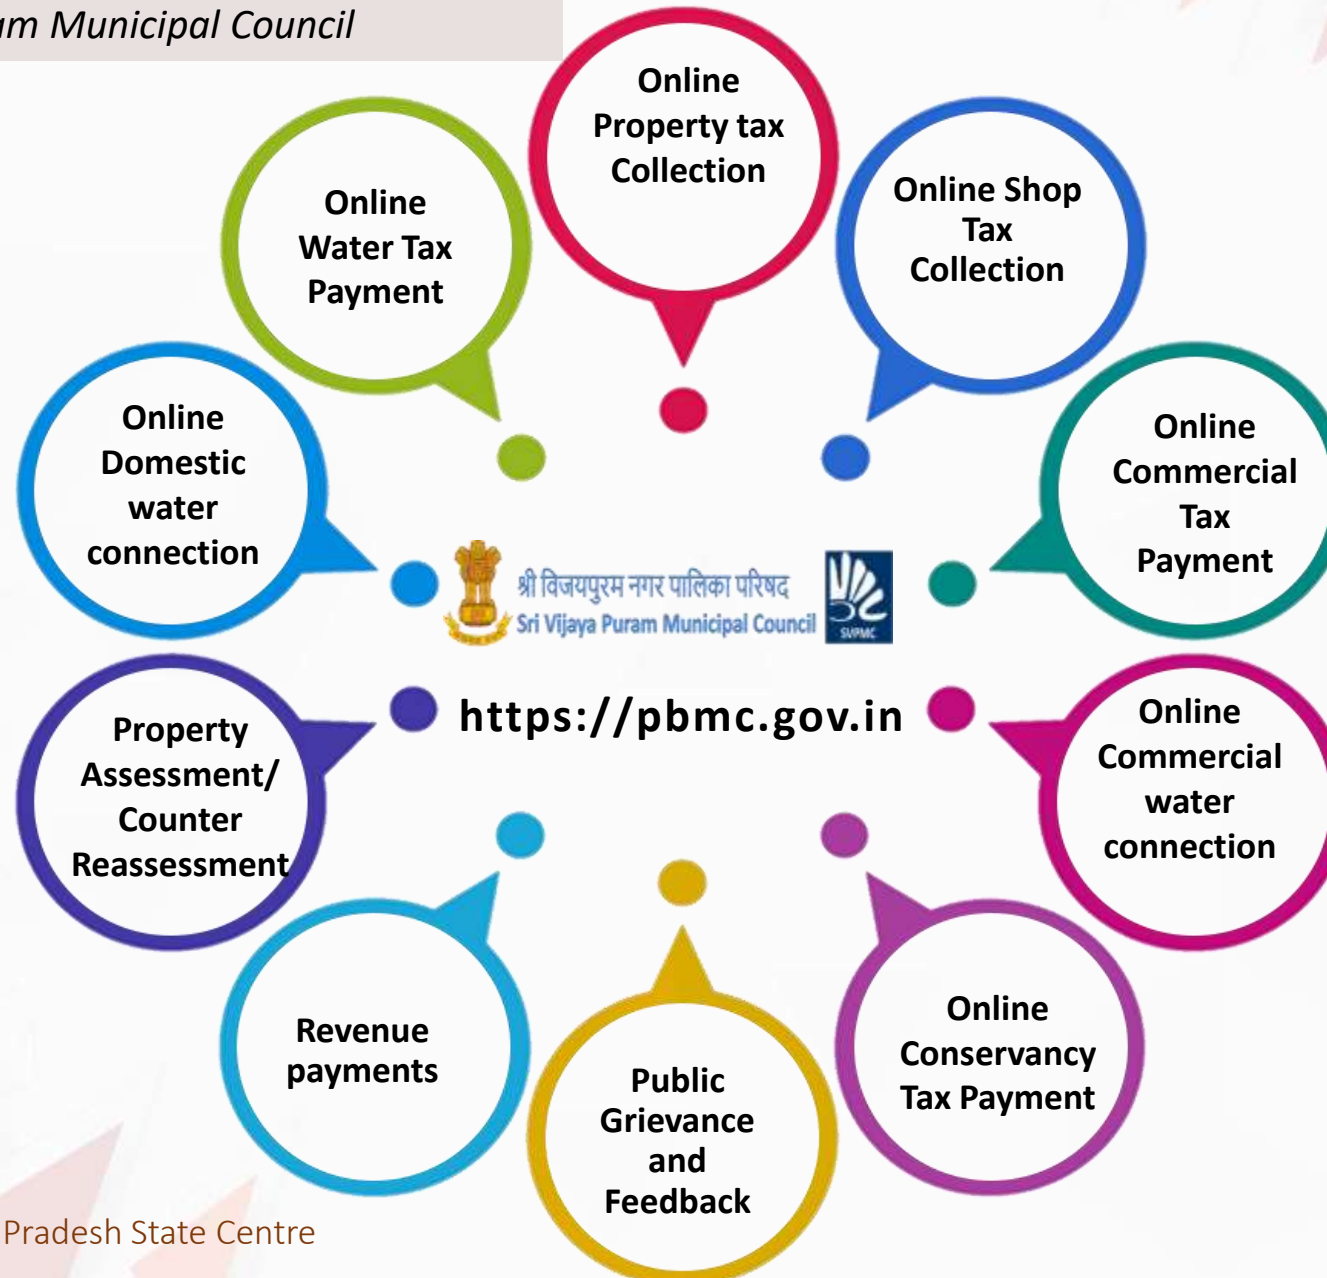 am Municipal Council
Online
Property tax
Collection
Online Shop
Tax
Collection
Online
Commercial
Tax
Payment
Online
Commercial
water
connection
Online
Conservancy
Tax Payment
Public
Grievance
and
Feedback
Revenue
payments
Property
Assessment/
Counter
Reassessment
Online
Domestic
water
connection
Online
Water Tax
Payment
श्री विजयपुरम नगर पालिका परिषद
Sri Vijaya Puram Municipal Council
SVPMC
https://pbmc.gov.in
Pradesh State Centre